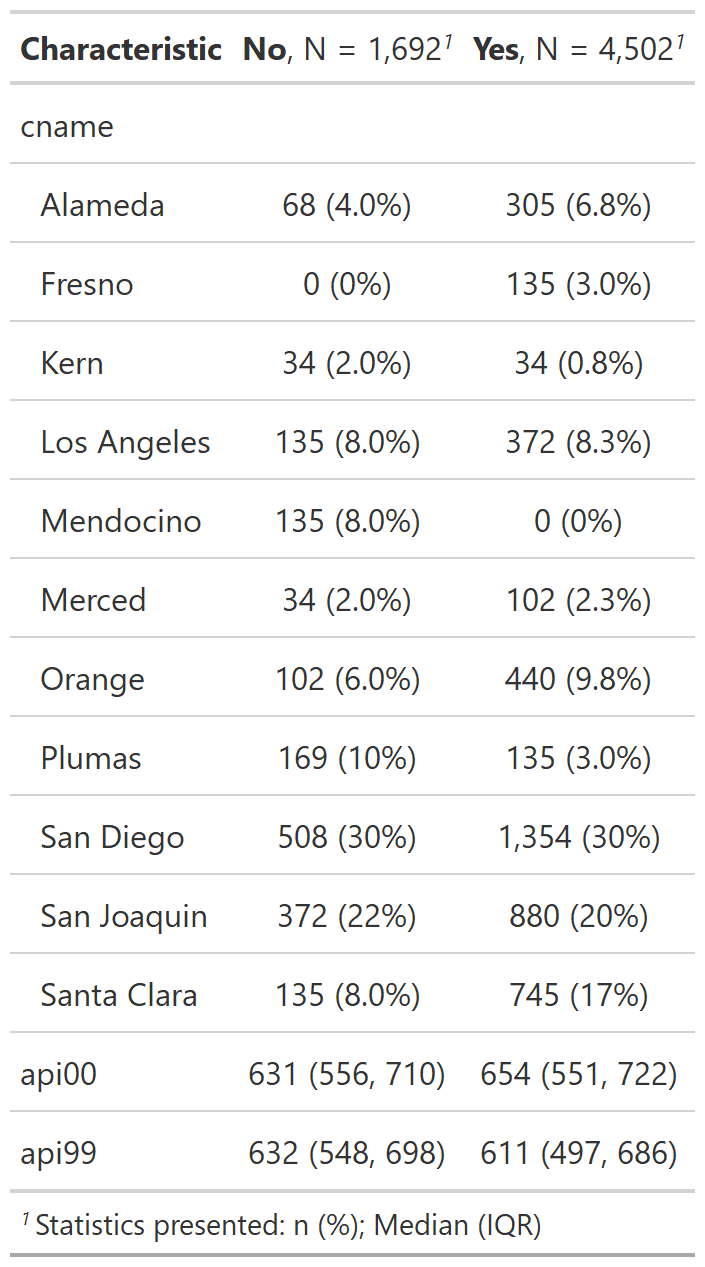 Characteristic No, N = 1,692¹ Yes, N = 4,502¹
cname
Alameda 68 (4.0%) 305 (6.8%)
Fresno 0 (0%) 135 (3.0%)
Kern 34 (2.0%) 34 (0.8%)
Los Angeles 135 (8.0%) 372 (8.3%)
Mendocino 135 (8.0%) 0 (0%)
Merced 34 (2.0%) 102 (2.3%)
Orange 102 (6.0%) 440 (9.8%)
Plumas 169 (10%) 135 (3.0%)
San Diego 508 (30%) 1,354 (30%)
San Joaquin 372 (22%) 880 (20%)
Santa Clara 135 (8.0%) 745 (17%)
api00 631 (556, 710) 654 (551, 722)
api99 632 (548, 698) 611 (497, 686)
¹ Statistics presented: n (%); Median (IQR)